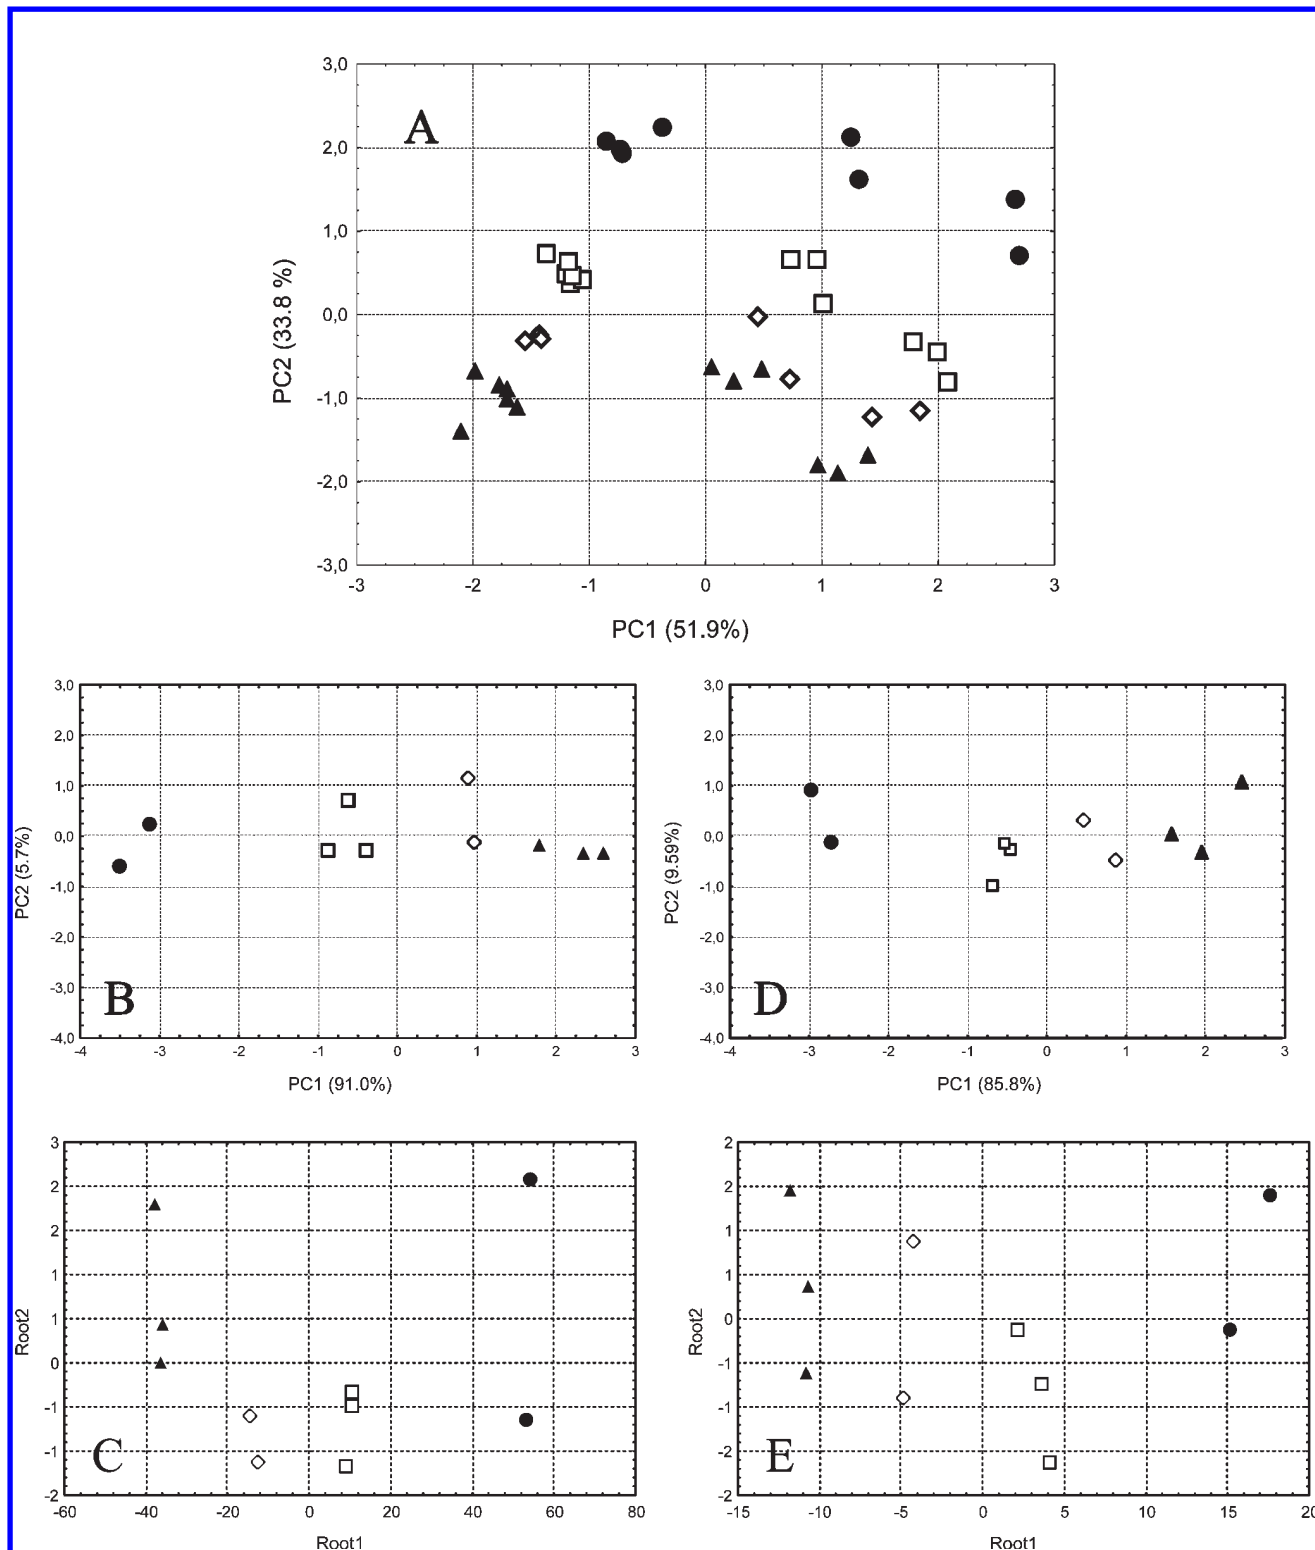 A
3,0
2,0
1,0
0,0
-1,0
-2,0
-3,0
PC2 (33.8 %)
-3 -2 -1 0 1 2 3
PC1 (51.9%)
3,0
2,0
1,0
0,0
-1,0
-2,0
-3,0
-4,0
PC2 (5.7%)
B
-4 -3 -2 -1 0 1 2 3
PC1 (91.0%)
3,0
2,0
1,0
0,0
-1,0
-2,0
-3,0
-4,0
PC2 (9.59%)
D
-4 -3 -2 -1 0 1 2 3
PC1 (85.8%)
3
2
2
1
1
0
-1
-1
-2
Root2
C
-60 -40 -20 0 20 40 60 80
Root1
2
2
1
1
0
-1
-1
-2
-2
Root2
E
-15 -10 -5 0 5 10 15 20
Root1